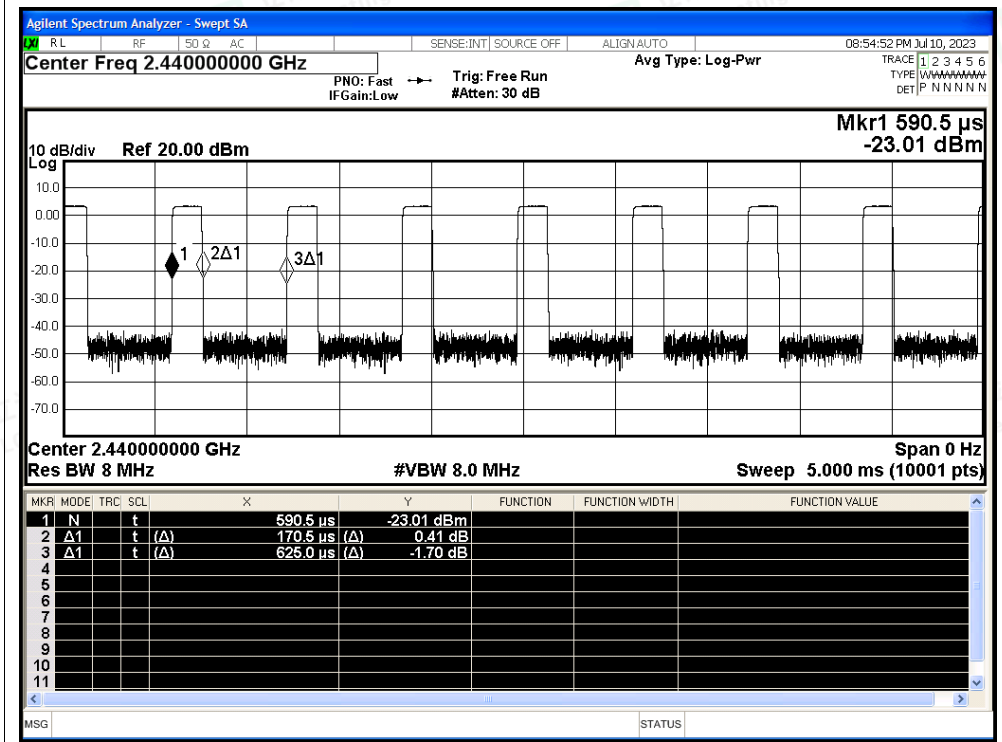 Agilent Spectrum Analyzer - Swept SA
LXI RL RF 50 Ω AC SENSE:INT SOURCE OFF ALIGN AUTO 08:54:52 PM Jul 10, 2023
Center Freq 2.440000000 GHz Avg Type: Log-Pwr TRACE 1 2 3 4 5 6
PNO: Fast Trig: Free Run TYPE
IFGain:Low #Atten: 30 dB DET P N N N N N
Mkr1 590.5 µs
10 dB/div Ref 20.00 dBm -23.01 dBm
Log
10.0
0.00
-10.0
1 2Δ1 3Δ1
-20.0
-30.0
-40.0
-50.0
-60.0
-70.0
Center 2.440000000 GHz Span 0 Hz
Res BW 8 MHz #VBW 8.0 MHz Sweep 5.000 ms (10001 pts)
MKR MODE TRC SCL X Y FUNCTION FUNCTION WIDTH FUNCTION VALUE
1 N t 590.5 µs -23.01 dBm
2 Δ1 t (Δ) 170.5 µs (Δ) 0.41 dB
3 Δ1 t (Δ) 625.0 µs (Δ) -1.70 dB
4
5
6
7
8
9
10
11
MSG STATUS